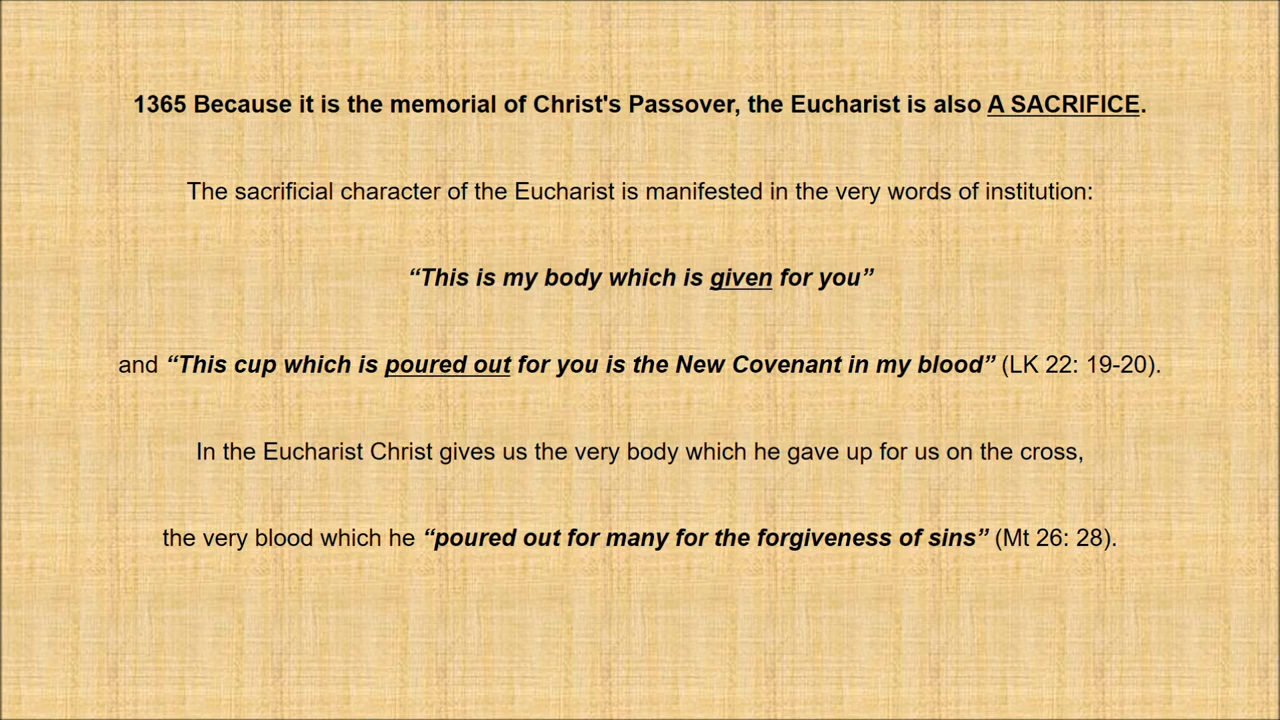 1365 Because it is the memorial of Christ's Passover, the Eucharist is also A SACRIFICE.
The sacrificial character of the Eucharist is manifested in the very words of institution:
“This is my body which is given for you”
and “This cup which is poured out for you is the New Covenant in my blood” (LK 22: 19-20).
In the Eucharist Christ gives us the very body which he gave up for us on the cross,
the very blood which he “poured out for many for the forgiveness of sins” (Mt 26: 28).